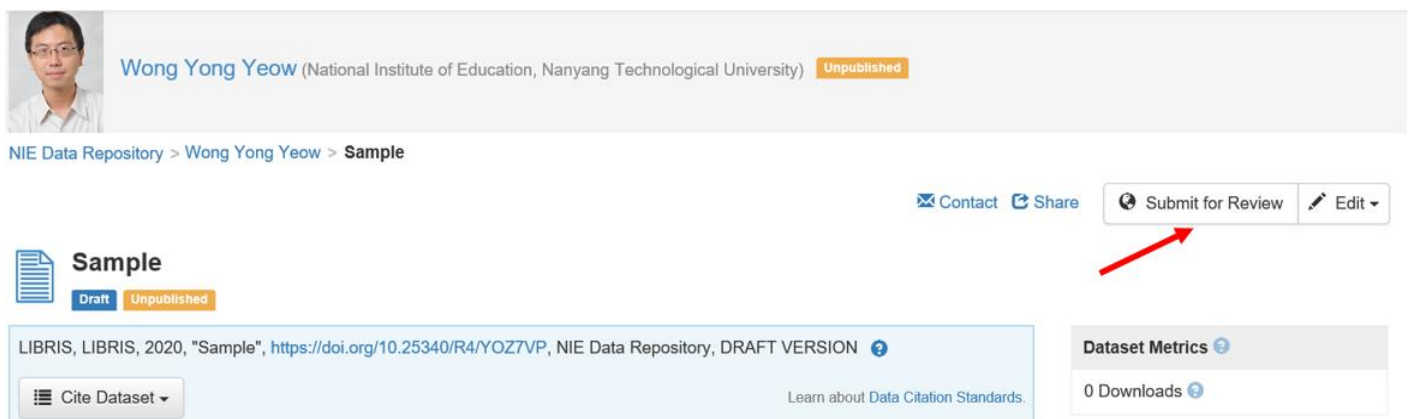 Wong Yong Yeow (National Institute of Education, Nanyang Technological University) Unpublished
NIE Data Repository > Wong Yong Yeow > Sample
Contact Share Submit for Review Edit
Sample
Draft Unpublished
LIBRIS, LIBRIS, 2020, "Sample", https://doi.org/10.25340/R4/YOZ7VP, NIE Data Repository, DRAFT VERSION ?
Cite Dataset
Learn about Data Citation Standards.
Dataset Metrics ?
0 Downloads ?